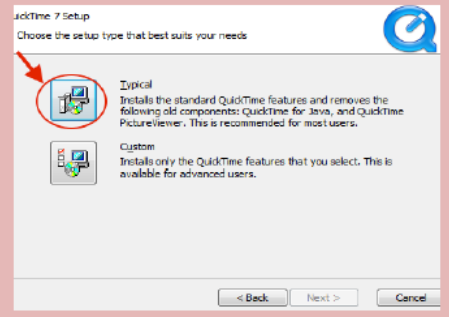 uickTime 7 Setup
Choose the setup type that best suits your needs
Typical
Installs the standard QuickTime features and removes the
following old components: QuickTime for Java, and QuickTime
PictureViewer. This is recommended for most users.
Custom
Installs only the QuickTime features that you select. This is
available for advanced users.
< Back
Next >
Cancel